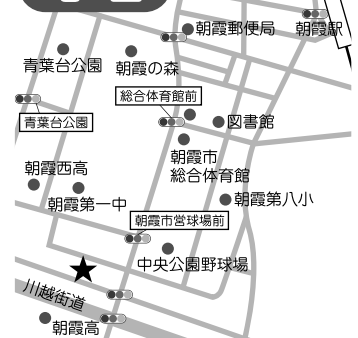 朝霞郵便局
朝霞駅
青葉台公園
朝霞の森
総合体育館前
青葉台公園
図書館
朝霞市
総合体育館
朝霞西高
朝霞第一中
朝霞第八小
朝霞市営球場前
中央公園野球場
川越街道
朝霞高